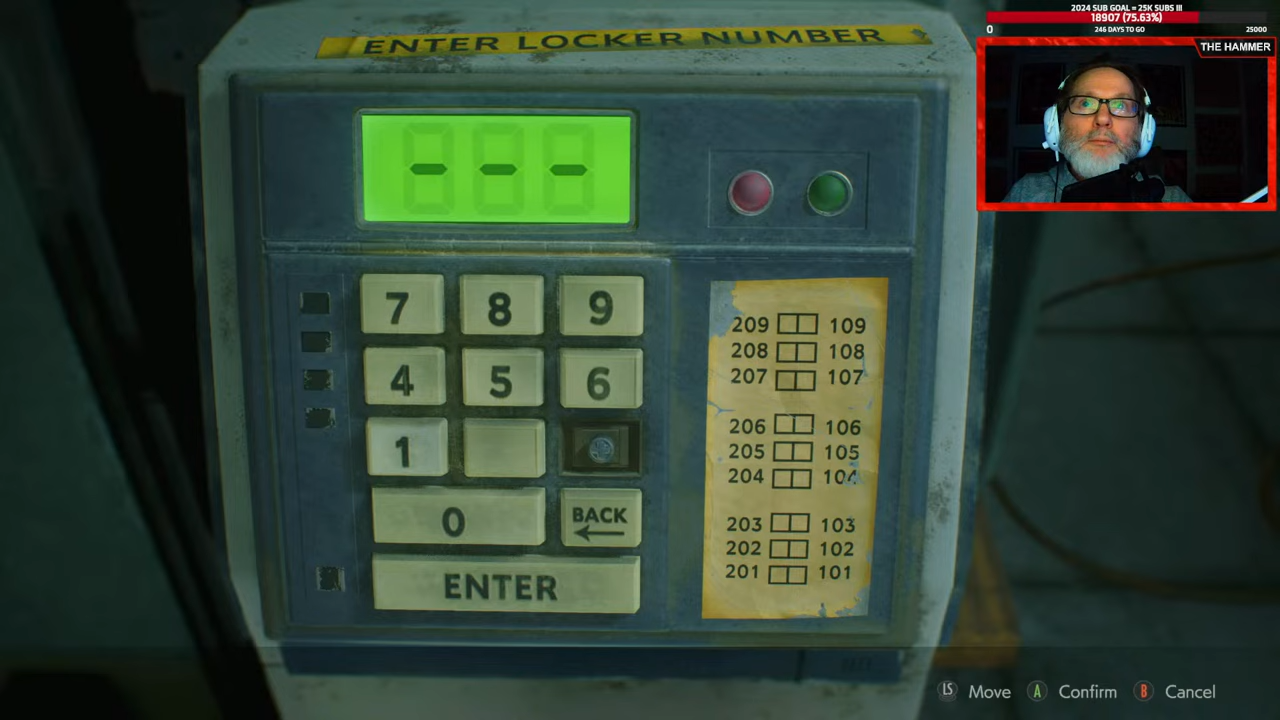 2024 SUB GOAL = 25K SUBS III
18907 (75.63%)
0 246 DAYS TO GO 25000
THE HAMMER
ENTER LOCKER NUMBER
7 8 9
4 5 6
1
0 BACK
ENTER
209 109
208 108
207 107
206 106
205 105
204 104
203 103
202 102
201 101
LS Move A Confirm B Cancel